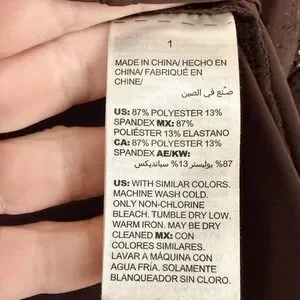 1
MADE IN CHINA/ HECHO EN
CHINA/ FABRIQUÉ EN
CHINE/
صنع في الصين
US: 87% POLYESTER 13%
SPANDEX MX: 87%
POLIÉSTER 13% ELASTANO
CA: 87% POLYESTER 13%
SPANDEX AE/KW:
87% بوليستر 13% سبانديكس
US: WITH SIMILAR COLORS.
MACHINE WASH COLD.
ONLY NON-CHLORINE
BLEACH. TUMBLE DRY LOW.
WARM IRON. MAY BE DRY
CLEANED MX: CON
COLORES SIMILARES.
LAVAR A MÁQUINA CON
AGUA FRÍA. SOLAMENTE
BLANQUEAR SIN CLORO.